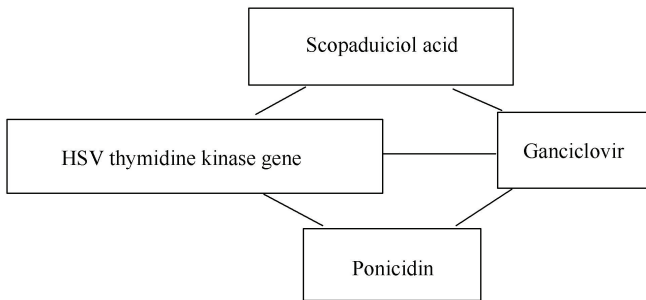 Scopaduiciol acid
HSV thymidine kinase gene
Ganciclovir
Ponicidin